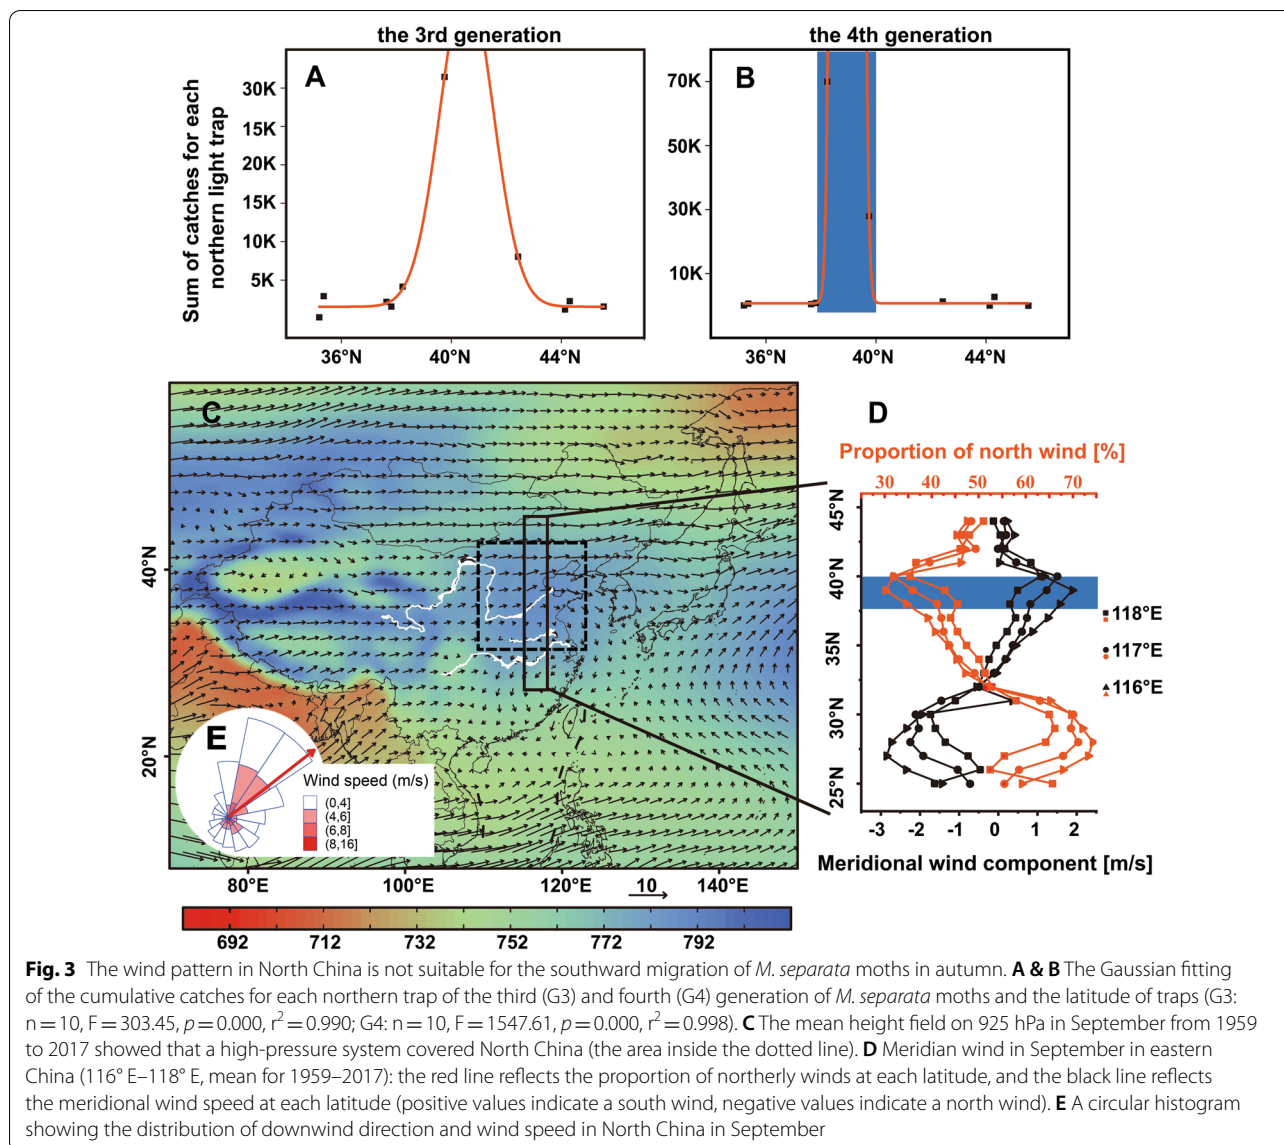 the 3rd generation
the 4th generation
Sum of catches for each
northern light trap
A
30K
15K
20K
15K
10K
5K
36°N
40°N
44°N
B
70K
50K
30K
10K
36°N
40°N
44°N
C
40°N
20°N
80°E
100°E
120°E
140°E
10
692
712
732
752
772
792
E
Wind speed (m/s)
(0,4]
(4,6]
(6,8]
(8,16]
D
Proportion of north wind [%]
30
40
50
60
70
45°N
40°N
35°N
30°N
25°N
118°E
117°E
116°E
-3
-2
-1
0
1
2
Meridional wind component [m/s]
Fig. 3 The wind pattern in North China is not suitable for the southward migration of M. separata moths in autumn. A & B The Gaussian fitting
of the cumulative catches for each northern trap of the third (G3) and fourth (G4) generation of M. separata moths and the latitude of traps (G3:
n = 10, F = 303.45, p = 0.000, r² = 0.990; G4: n = 10, F = 1547.61, p = 0.000, r² = 0.998). C The mean height field on 925 hPa in September from 1959
to 2017 showed that a high-pressure system covered North China (the area inside the dotted line). D Meridian wind in September in eastern
China (116° E–118° E, mean for 1959–2017): the red line reflects the proportion of northerly winds at each latitude, and the black line reflects
the meridional wind speed at each latitude (positive values indicate a south wind, negative values indicate a north wind). E A circular histogram
showing the distribution of downwind direction and wind speed in North China in September